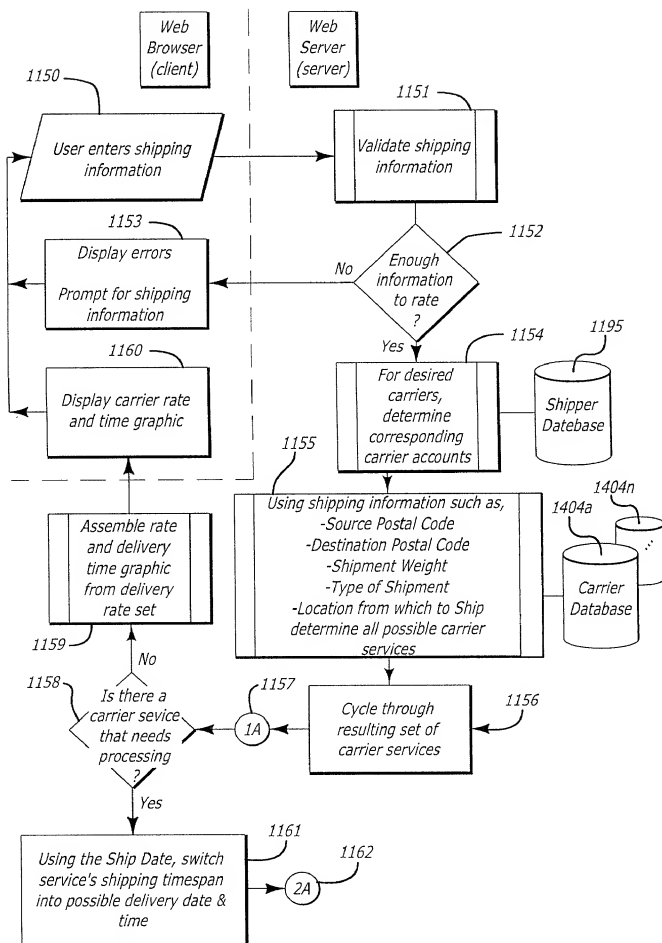 Web
Browser
(client)
Web
Server
(server)
1150
User enters shipping
information
1151
Validate shipping
information
1152
Enough
information
to rate
?
No
Yes
1153
Display errors
Prompt for shipping
information
1154
For desired
carriers,
determine
corresponding
carrier accounts
1195
Shipper
Datebase
1160
Display carrier rate
and time graphic
1155
Using shipping information such as,
-Source Postal Code
-Destination Postal Code
-Shipment Weight
-Type of Shipment
-Location from which to Ship
determine all possible carrier
services
1404n
1404a
...
Carrier
Database
Assemble rate
and delivery
time graphic
from delivery
rate set
1159
No
1158
Is there a
carrier sevice
that needs
processing
?
Yes
1157
1A
Cycle through
resulting set of
carrier services
1156
1161
Using the Ship Date, switch
service's shipping timespan
into possible delivery date &
time
1162
2A